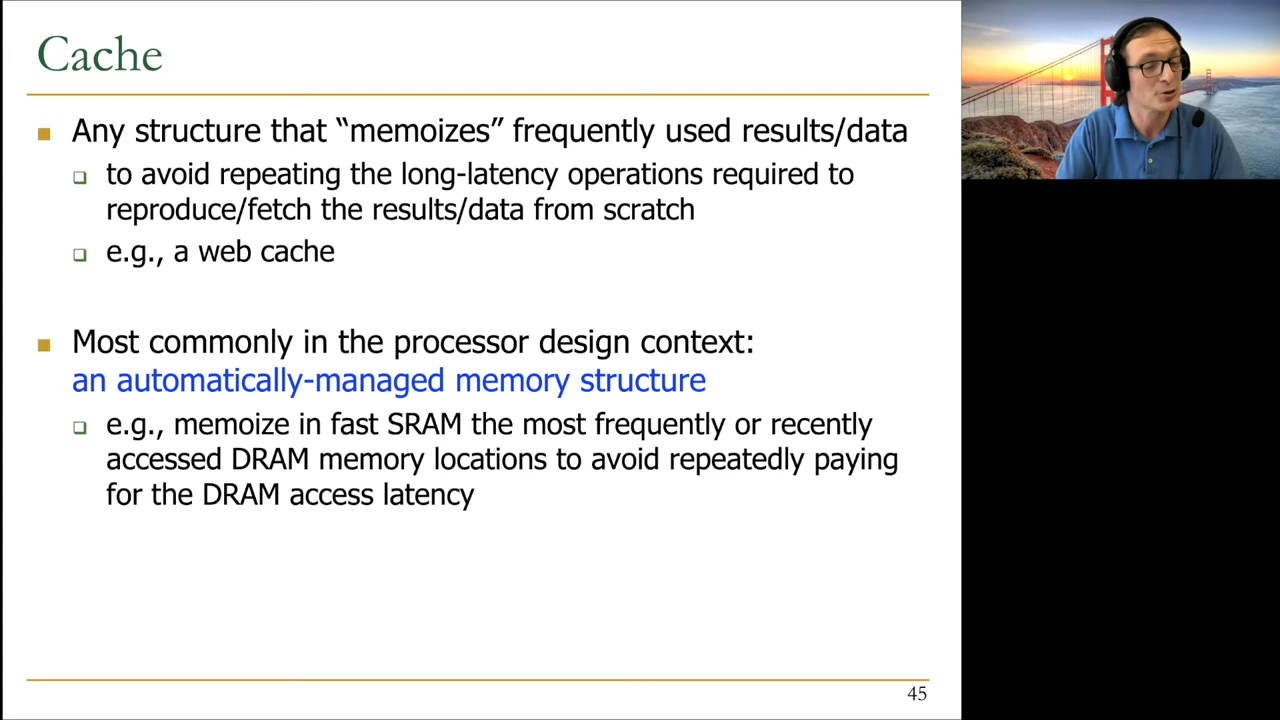 Cache
Any structure that “memoizes” frequently used results/data
to avoid repeating the long-latency operations required to
reproduce/fetch the results/data from scratch
e.g., a web cache
Most commonly in the processor design context:
an automatically-managed memory structure
e.g., memoize in fast SRAM the most frequently or recently
accessed DRAM memory locations to avoid repeatedly paying
for the DRAM access latency
45